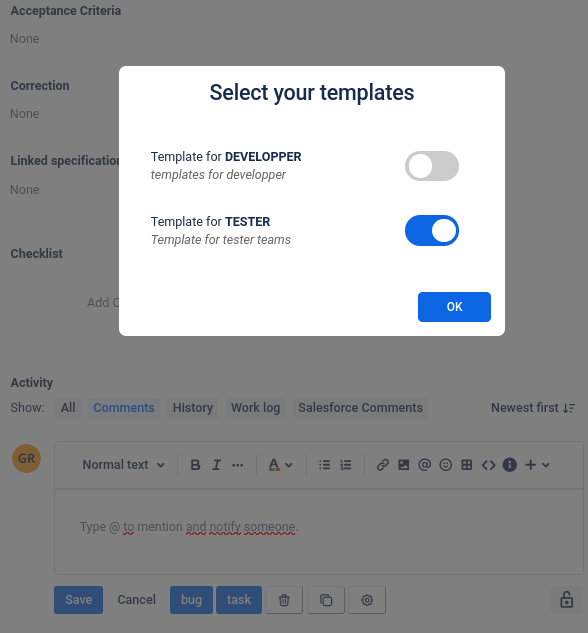 Acceptance Criteria
None
Correction
None
Linked specification
None
Checklist
Add C
Select your templates
Template for DEVELOPPER
templates for developper
Template for TESTER
Template for tester teams
OK
Activity
Show: All Comments History Work log Salesforce Comments Newest first
GR
Normal text B I ... A
Type @ to mention and notify someone.
Save Cancel bug task